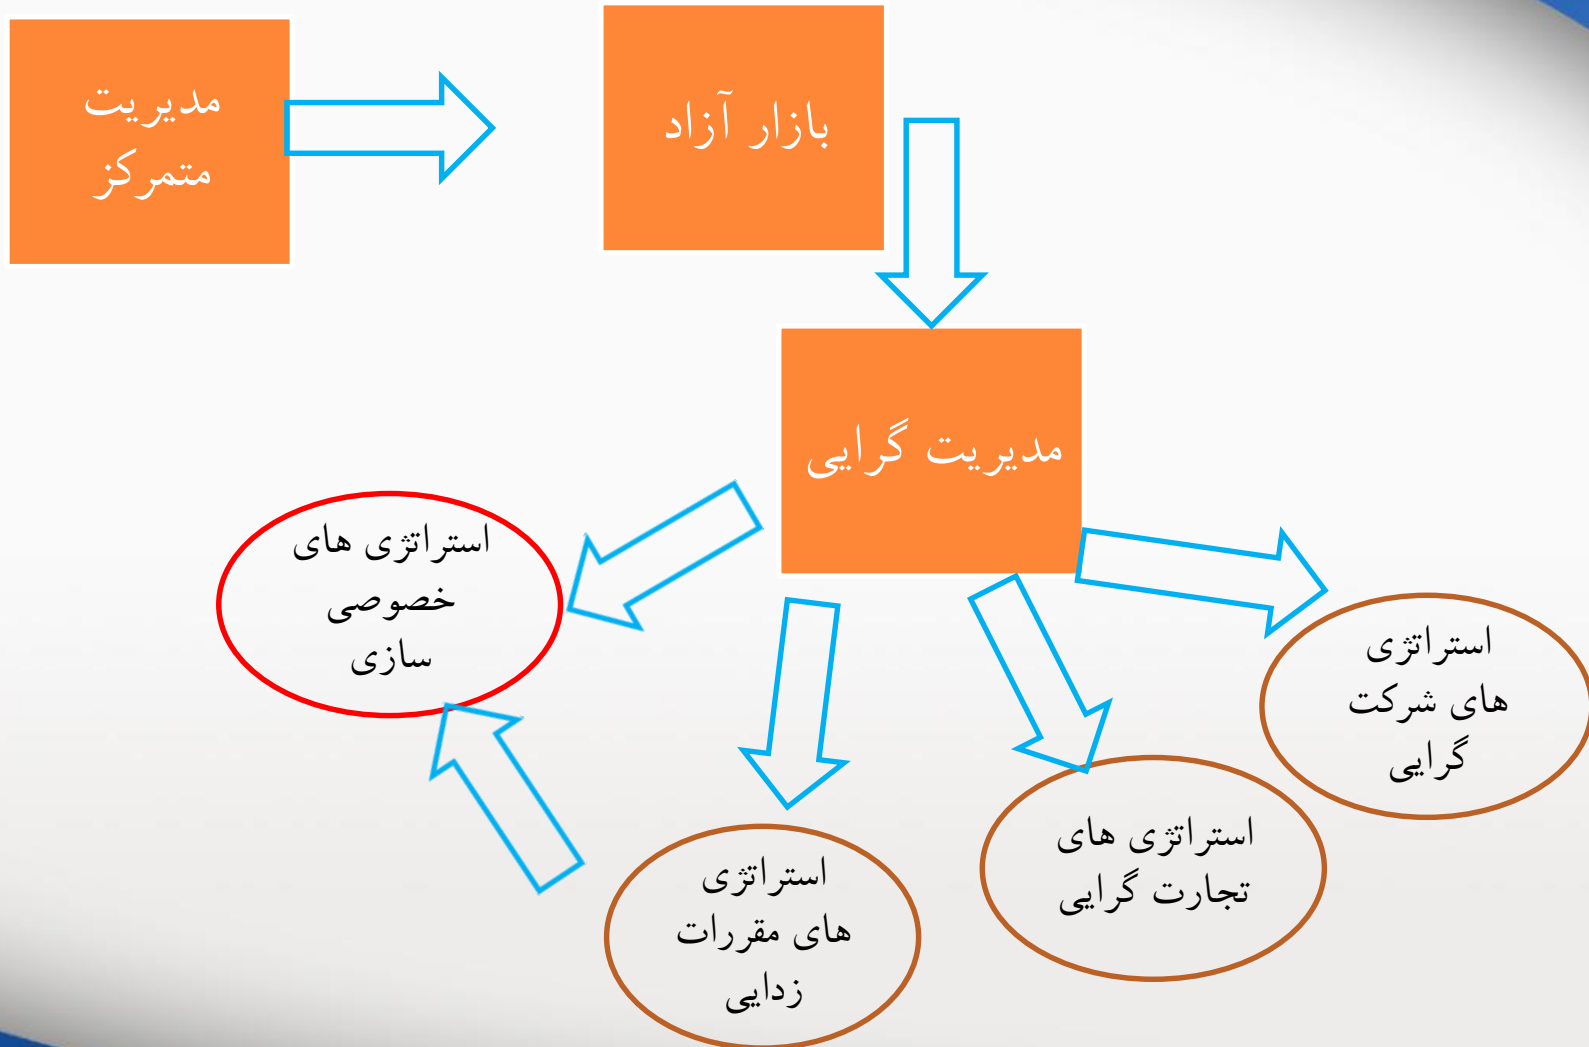 مدیریت
متمرکز
بازار آزاد
مدیریت گرایی
استراتژی های
خصوصی
سازی
استراتژی
های شرکت
گرایی
استراتژی های
تجارت گرایی
استراتژی
های مقررات
زدایی